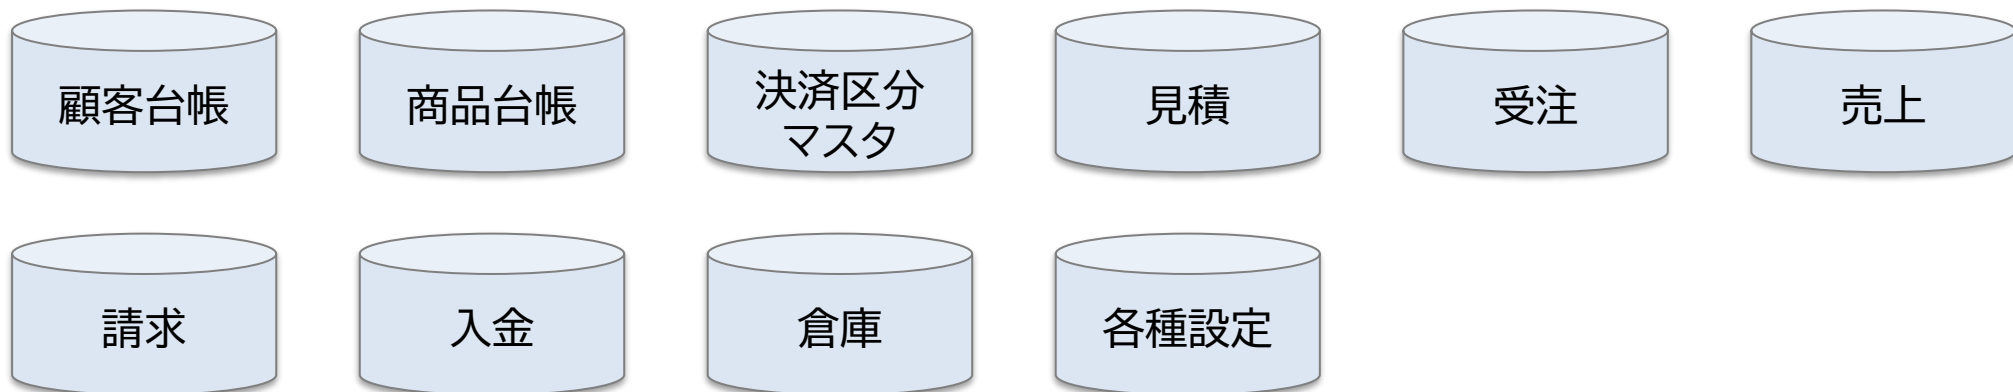 顧客台帳
商品台帳
決済区分
マスタ
見積
受注
売上
請求
入金
倉庫
各種設定